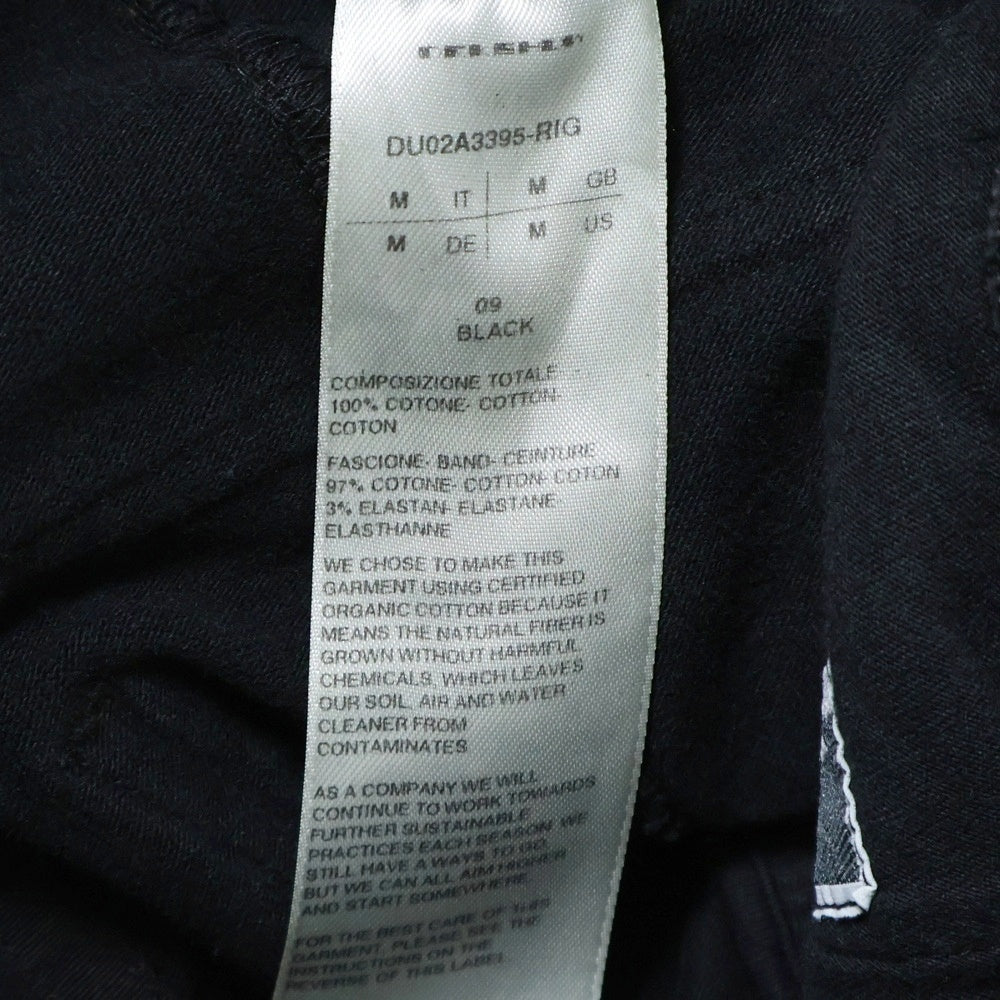 DU02A3395-RIG
M IT M GB
M DE M US
09
BLACK
COMPOSIZIONE TOTALE
100% COTONE- COTTON-
COTON
FASCIONE- BAND- CEINTURE
97% COTONE- COTTON- COTON
3% ELASTAN- ELASTANE
ELASTHANNE
WE CHOSE TO MAKE THIS
GARMENT USING CERTIFIED
ORGANIC COTTON BECAUSE IT
MEANS THE NATURAL FIBER IS
GROWN WITHOUT HARMFUL
CHEMICALS, WHICH LEAVES
OUR SOIL, AIR AND WATER
CLEANER FROM
CONTAMINATES
AS A COMPANY WE WILL
CONTINUE TO WORK TOWARDS
FURTHER SUSTAINABLE
PRACTICES EACH SEASON. WE
STILL HAVE A WAYS TO GO,
BUT WE CAN ALL AIM HIGHER
AND START SOMEWHERE.
FOR THE BEST CARE OF THIS
GARMENT, PLEASE SEE THE
INSTRUCTIONS ON THE
REVERSE OF THIS LABEL